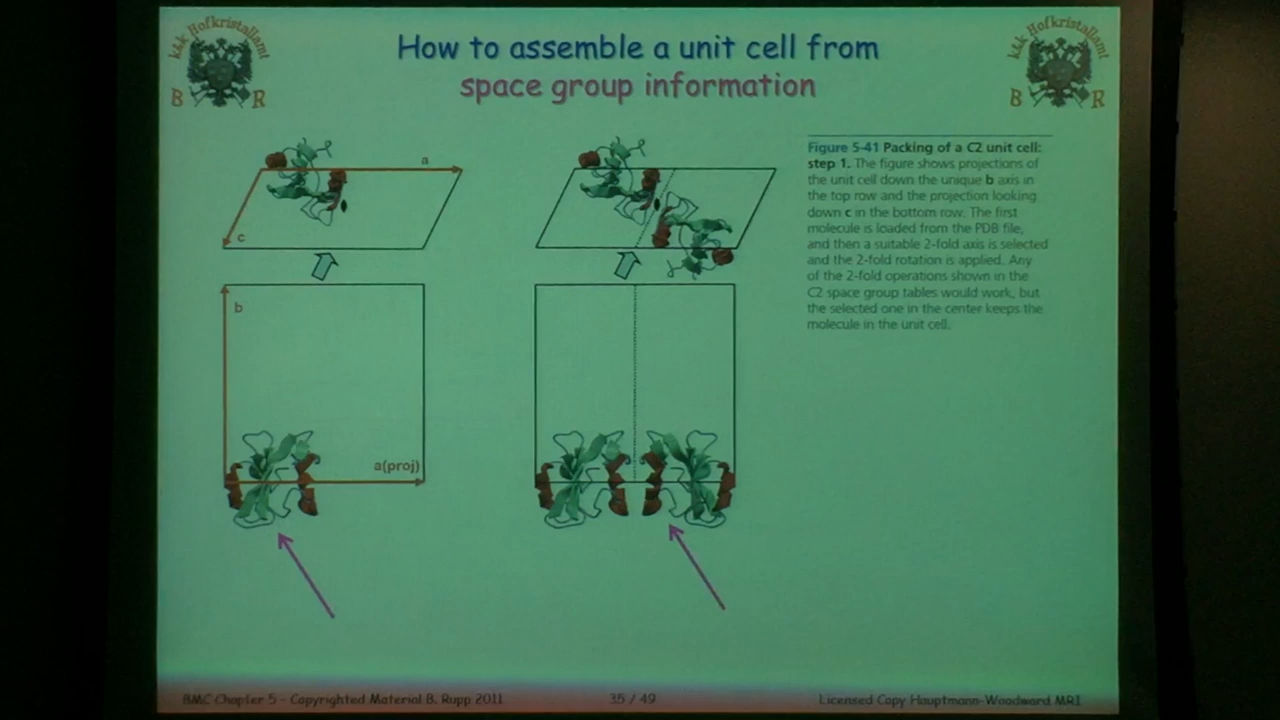 k&k Hofkristallamt
B R
How to assemble a unit cell from
space group information
k&k Hofkristallamt
B R
a
c
b
a(proj)
Figure 5-41 Packing of a C2 unit cell:
step 1. The figure shows projections of
the unit cell down the unique b axis in
the top row and the projection looking
down c in the bottom row. The first
molecule is loaded from the PDB file,
and then a suitable 2-fold axis is selected
and the 2-fold rotation is applied. Any
of the 2-fold operations shown in the
C2 space group tables would work, but
the selected one in the center keeps the
molecule in the unit cell.
BMC Chapter 5 - Copyrighted Material B. Rupp 2011
35 / 49
Licensed Copy Hauptmann-Woodward MRI